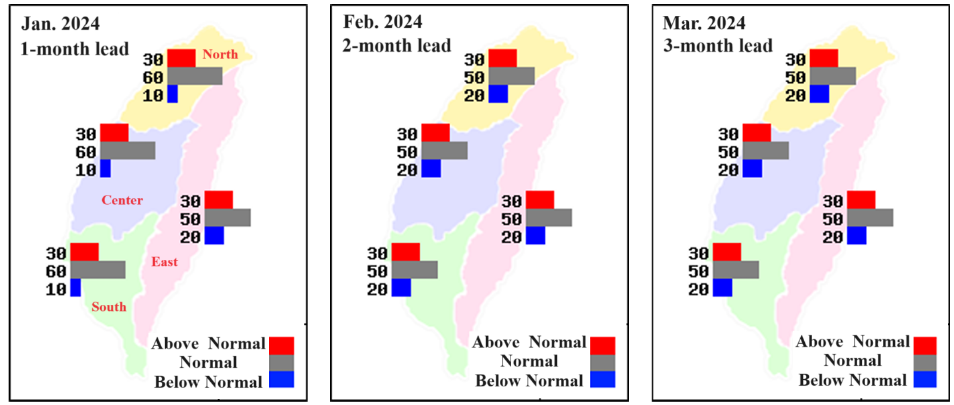 Jan. 2024
1-month lead
North
30
60
10
30
60
10
Center
30
50
20
30
60
10
East
South
Above Normal
Normal
Below Normal
Feb. 2024
2-month lead
30
50
20
30
50
20
30
50
20
30
50
20
Above Normal
Normal
Below Normal
Mar. 2024
3-month lead
30
50
20
30
50
20
30
50
20
30
50
20
Above Normal
Normal
Below Normal